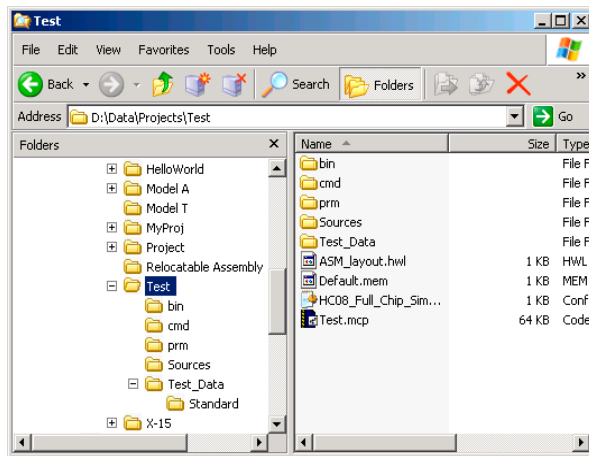 Test
File Edit View Favorites Tools Help
Back Search Folders »
Address D:\Data\Projects\Test Go
Folders
HelloWorld
Model A
Model T
MyProj
Project
Relocatable Assembly
Test
bin
cmd
prm
Sources
Test_Data
Standard
X-15
Name Size Type
bin File F
cmd File F
prm File F
Sources File F
Test_Data File F
ASM_layout.hwl 1 KB HWL
Default.mem 1 KB MEM
HC08_Full_Chip_Sim... 1 KB Conf
Test.mcp 64 KB Code